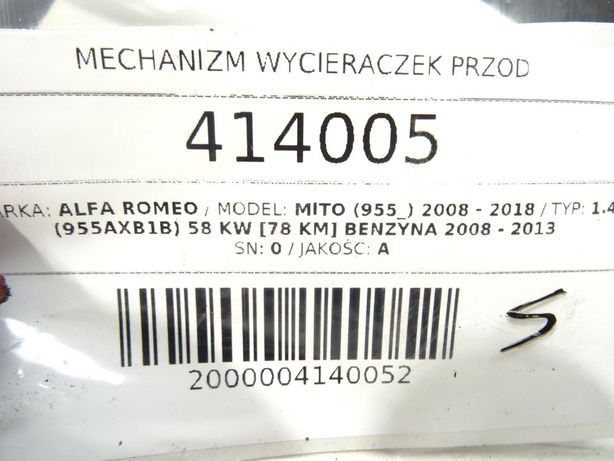 MECHANIZM WYCIERACZEK PRZOD
414005
ARKA: ALFA ROMEO / MODEL: MITO (955_) 2008 - 2018 / TYP: 1.4
(955AXB1B) 58 KW [78 KM] BENZYNA 2008 - 2013
SN: 0 / JAKOŚC: A
S
2000004140052